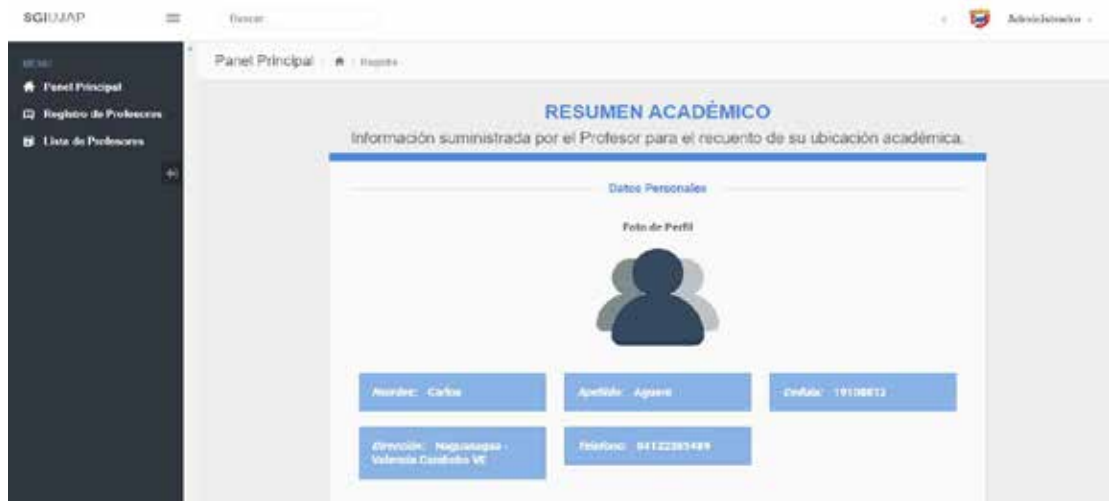 SGIUJAP
Buscar
Administrador
MENU
Panel Principal
Registro de Profesores
Lista de Profesores
Panel Principal
Registro
RESUMEN ACADÉMICO
Información suministrada por el Profesor para el recuento de su ubicación académica.
Datos Personales
Foto de Perfil
Nombre: Carlos
Apellido: Aguero
Cedula:
Dirección: Naguanagua -
Valencia Carabobo VE
Telefono: